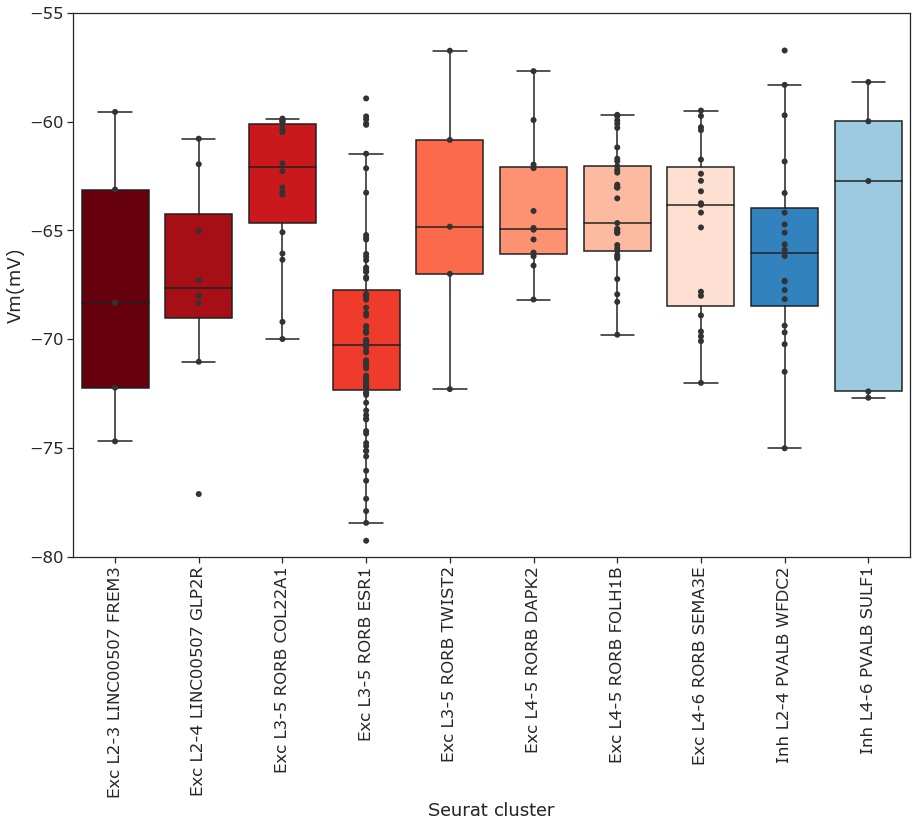 −55
−60
−65
−70
−75
−80
Vm(mV)
Exc L2-3 LINC00507 FREM3
Exc L2-4 LINC00507 GLP2R
Exc L3-5 RORB COL22A1
Exc L3-5 RORB ESR1
Exc L3-5 RORB TWIST2
Exc L4-5 RORB DAPK2
Exc L4-5 RORB FOLH1B
Exc L4-6 RORB SEMA3E
Inh L2-4 PVALB WFDC2
Inh L4-6 PVALB SULF1
Seurat cluster